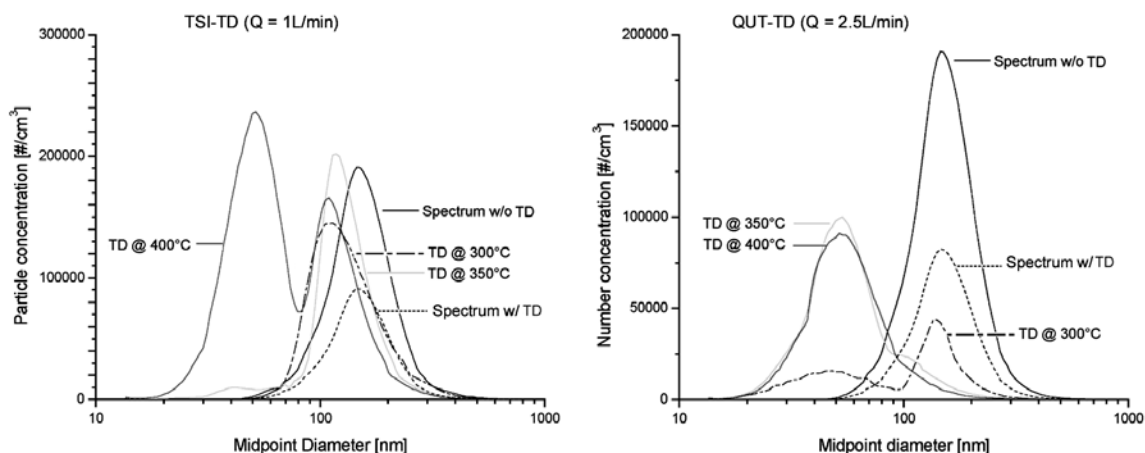 TSI-TD (Q = 1L/min)
300000
200000
100000
0
Particle concentration [#/cm³]
TD @ 400°C
Spectrum w/o TD
TD @ 300°C
TD @ 350°C
Spectrum w/ TD
10
100
1000
Midpoint Diameter [nm]
QUT-TD (Q = 2.5L/min)
200000
150000
100000
50000
0
Number concentration [#/cm³]
Spectrum w/o TD
TD @ 350°C
TD @ 400°C
Spectrum w/ TD
TD @ 300°C
10
100
1000
Midpoint diameter [nm]